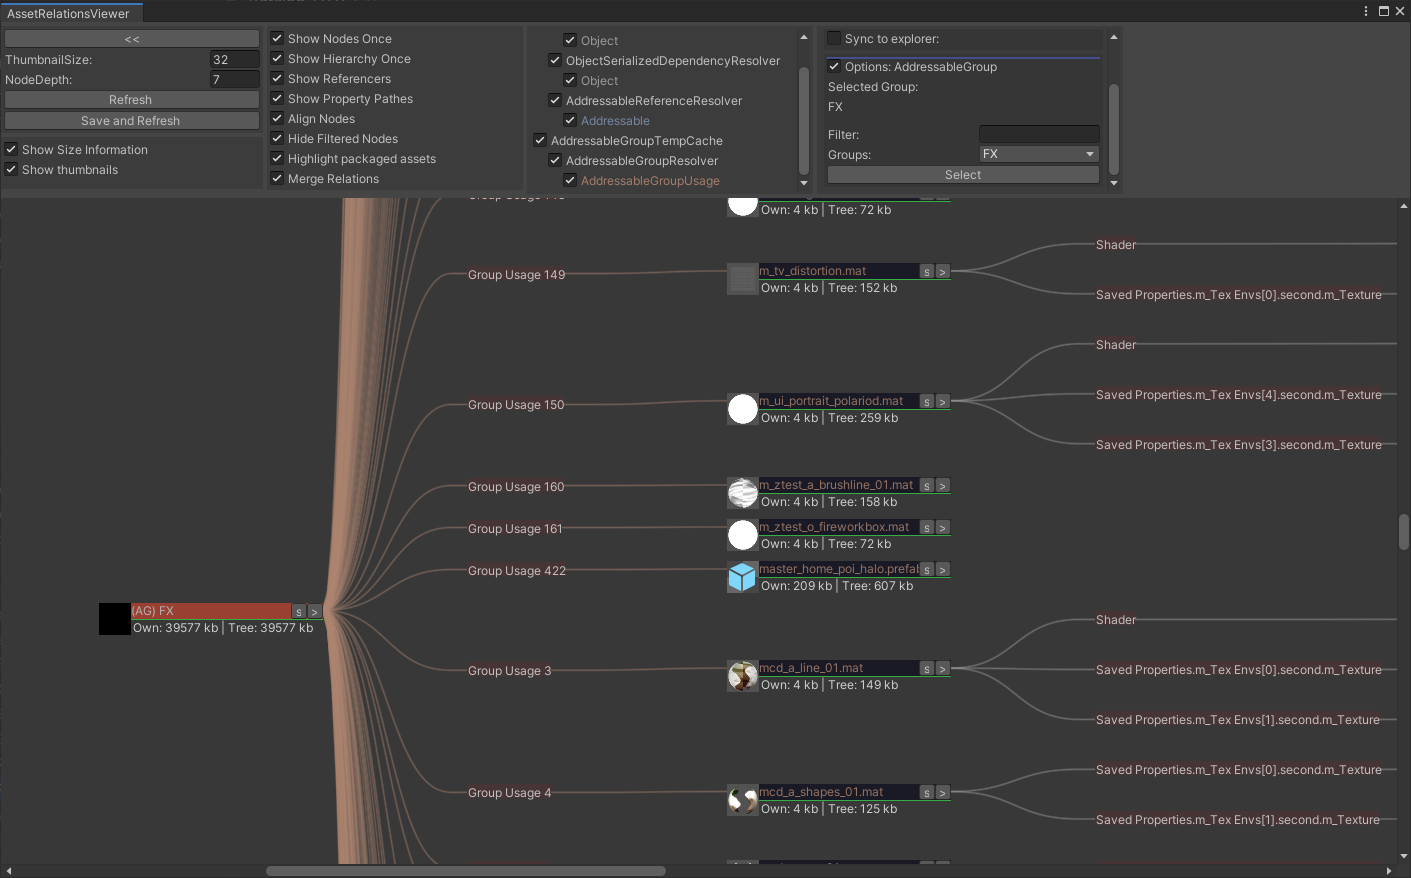 AssetRelationsViewer
<<
ThumbnailSize: 32
NodeDepth: 7
Refresh
Save and Refresh
Show Size Information
Show thumbnails
Show Nodes Once
Show Hierarchy Once
Show Referencers
Show Property Pathes
Align Nodes
Hide Filtered Nodes
Highlight packaged assets
Merge Relations
Object
ObjectSerializedDependencyResolver
Object
AddressableReferenceResolver
Addressable
AddressableGroupTempCache
AddressableGroupResolver
AddressableGroupUsage
Sync to explorer:
Options: AddressableGroup
Selected Group:
FX
Filter:
Groups: FX
Select
Own: 4 kb | Tree: 72 kb
Group Usage 149
m_tv_distortion.mat s >
Own: 4 kb | Tree: 152 kb
Shader
Saved Properties.m_Tex Envs[0].second.m_Texture
Group Usage 150
m_ui_portrait_polariod.mat s >
Own: 4 kb | Tree: 259 kb
Shader
Saved Properties.m_Tex Envs[4].second.m_Texture
Saved Properties.m_Tex Envs[3].second.m_Texture
Group Usage 160
m_ztest_a_brushline_01.mat s >
Own: 4 kb | Tree: 158 kb
Group Usage 161
m_ztest_o_fireworkbox.mat s >
Own: 4 kb | Tree: 72 kb
Group Usage 422
master_home_poi_halo.prefal s >
Own: 209 kb | Tree: 607 kb
(AG) FX s >
Own: 39577 kb | Tree: 39577 kb
Group Usage 3
mcd_a_line_01.mat s >
Own: 4 kb | Tree: 149 kb
Shader
Saved Properties.m_Tex Envs[0].second.m_Texture
Saved Properties.m_Tex Envs[1].second.m_Texture
Group Usage 4
mcd_a_shapes_01.mat s >
Own: 4 kb | Tree: 125 kb
Saved Properties.m_Tex Envs[0].second.m_Texture
Saved Properties.m_Tex Envs[1].second.m_Texture